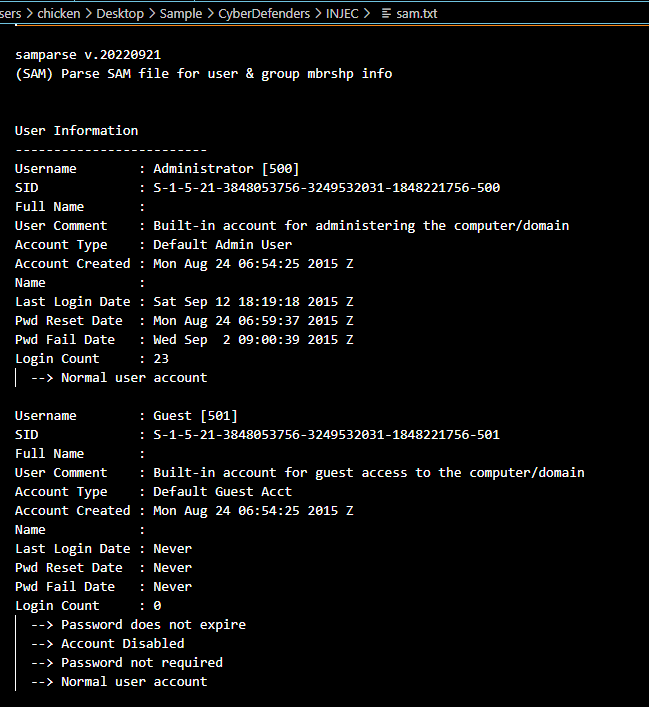 sers > chicken > Desktop > Sample > CyberDefenders > INJEC > sam.txt
samparse v.20220921
(SAM) Parse SAM file for user & group mbrshp info
User Information
-------------------------
Username        : Administrator [500]
SID             : S-1-5-21-3848053756-3249532031-1848221756-500
Full Name       :
User Comment    : Built-in account for administering the computer/domain
Account Type    : Default Admin User
Account Created : Mon Aug 24 06:54:25 2015 Z
Name            :
Last Login Date : Sat Sep 12 18:19:18 2015 Z
Pwd Reset Date  : Mon Aug 24 06:59:37 2015 Z
Pwd Fail Date   : Wed Sep  2 09:00:39 2015 Z
Login Count     : 23
  --> Normal user account
Username        : Guest [501]
SID             : S-1-5-21-3848053756-3249532031-1848221756-501
Full Name       :
User Comment    : Built-in account for guest access to the computer/domain
Account Type    : Default Guest Acct
Account Created : Mon Aug 24 06:54:25 2015 Z
Name            :
Last Login Date : Never
Pwd Reset Date  : Never
Pwd Fail Date   : Never
Login Count     : 0
  --> Password does not expire
  --> Account Disabled
  --> Password not required
  --> Normal user account